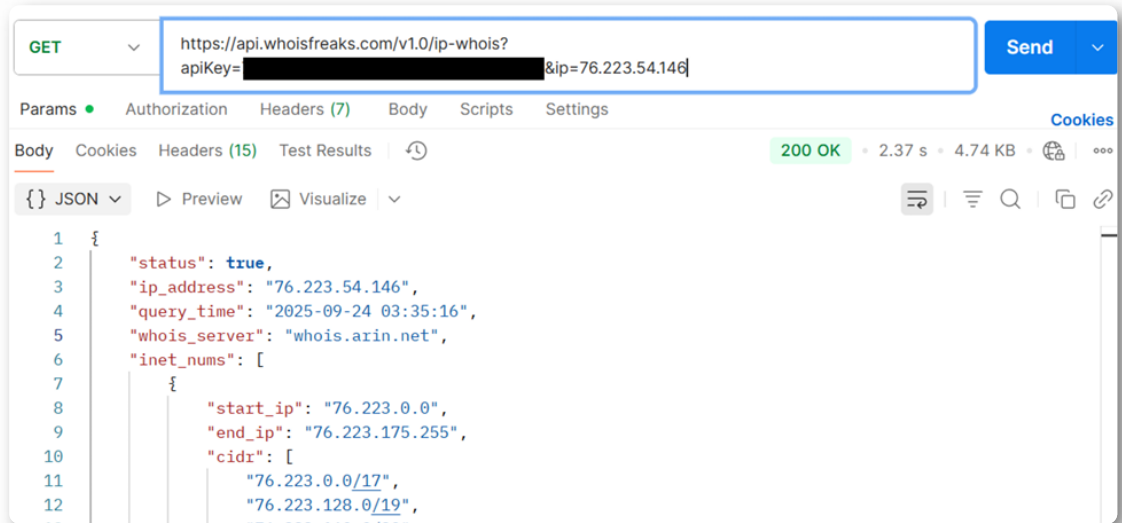 GET
https://api.whoisfreaks.com/v1.0/ip-whois?
apiKey= &ip=76.223.54.146
Send
Params Authorization Headers (7) Body Scripts Settings
Cookies
Body Cookies Headers (15) Test Results
200 OK • 2.37 s • 4.74 KB
{} JSON Preview Visualize
1 {
2 "status": true,
3 "ip_address": "76.223.54.146",
4 "query_time": "2025-09-24 03:35:16",
5 "whois_server": "whois.arin.net",
6 "inet_nums": [
7 {
8 "start_ip": "76.223.0.0",
9 "end_ip": "76.223.175.255",
10 "cidr": [
11 "76.223.0.0/17",
12 "76.223.128.0/19",